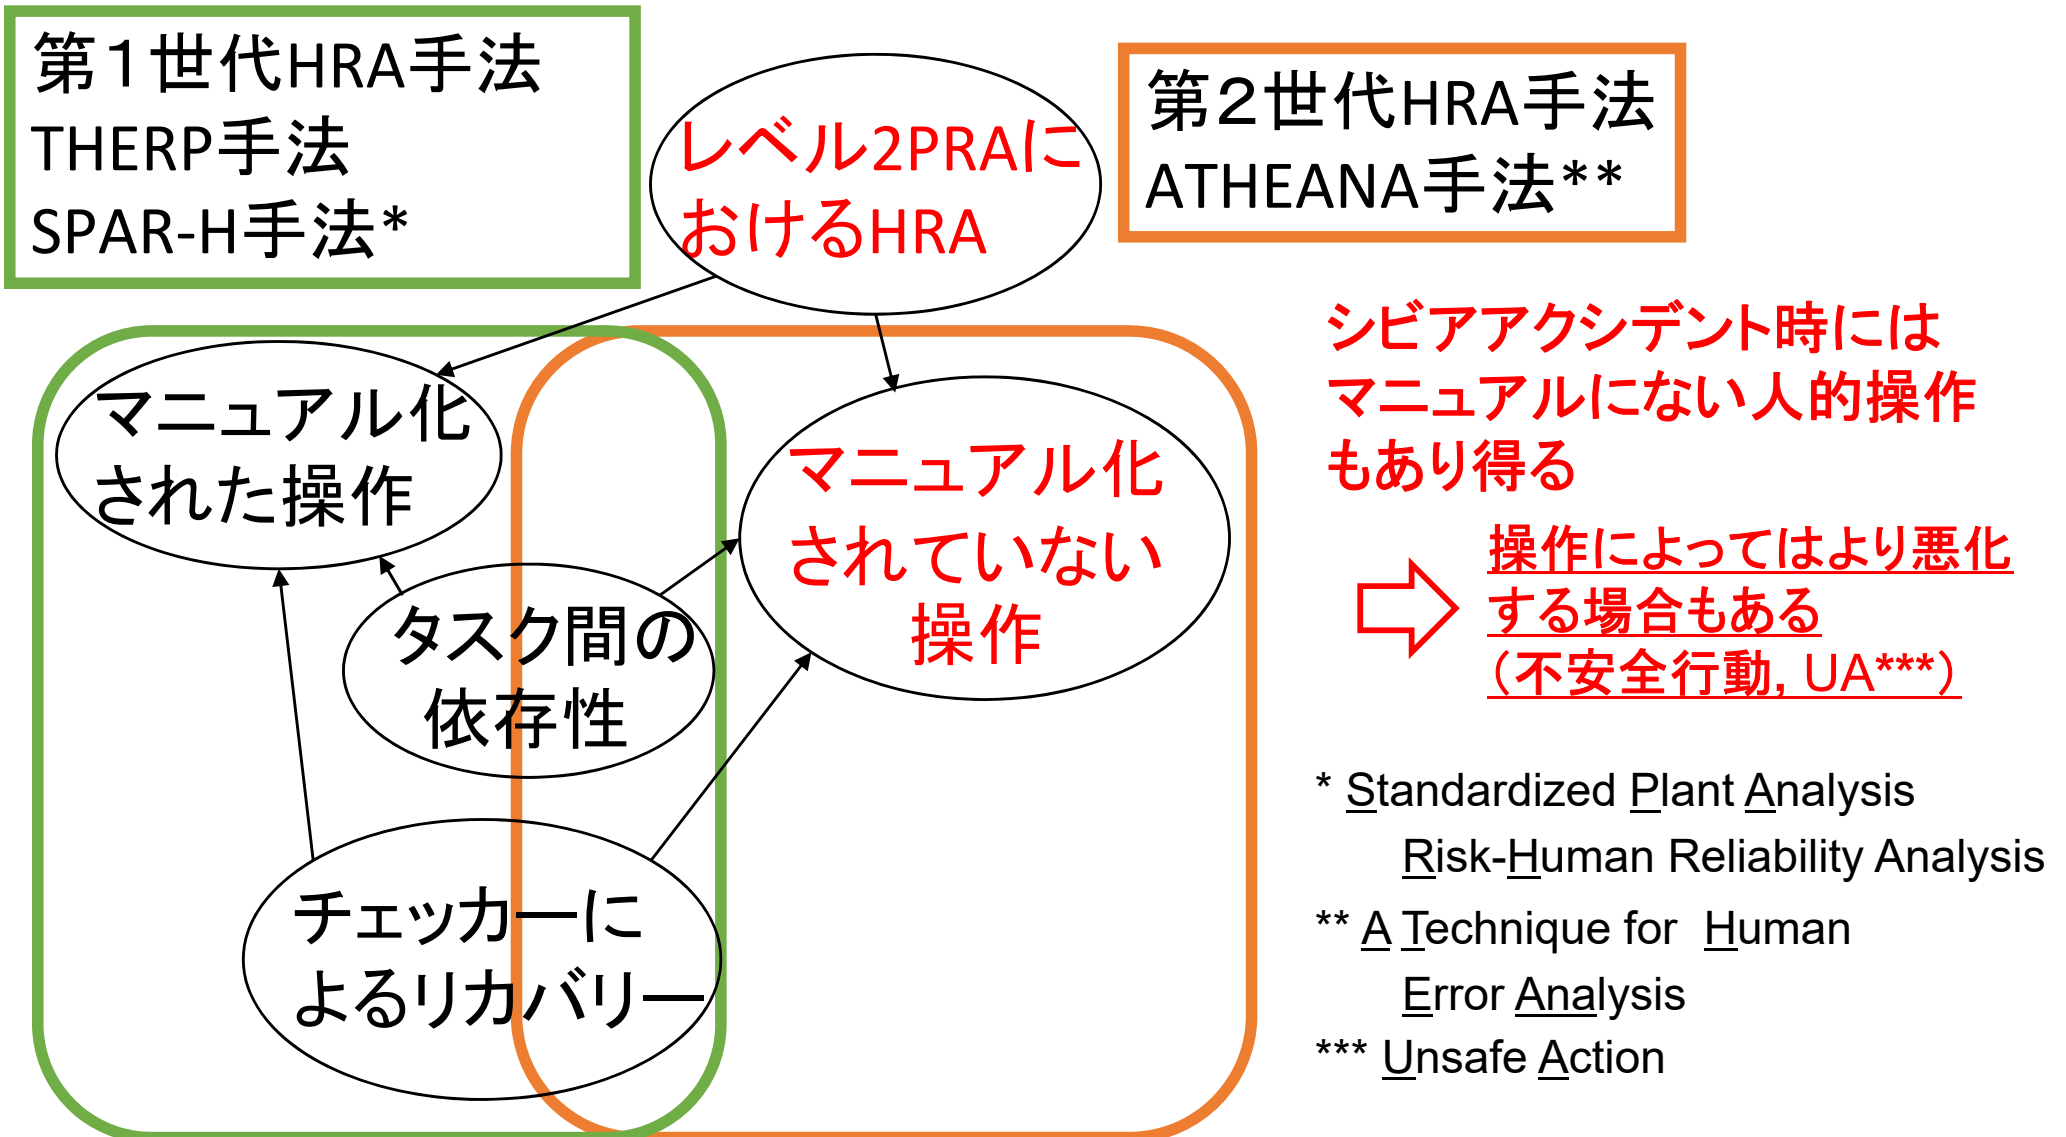 第１世代HRA手法
THERP手法
SPAR-H手法*
レベル2PRAに
おけるHRA
第２世代HRA手法
ATHEANA手法**
マニュアル化
された操作
マニュアル化
されていない
操作
タスク間の
依存性
チェッカーに
よるリカバリー
シビアアクシデント時には
マニュアルにない人的操作
もあり得る
操作によってはより悪化
する場合もある
（不安全行動, UA***）
* Standardized Plant Analysis
Risk-Human Reliability Analysis
** A Technique for Human
Error Analysis
*** Unsafe Action